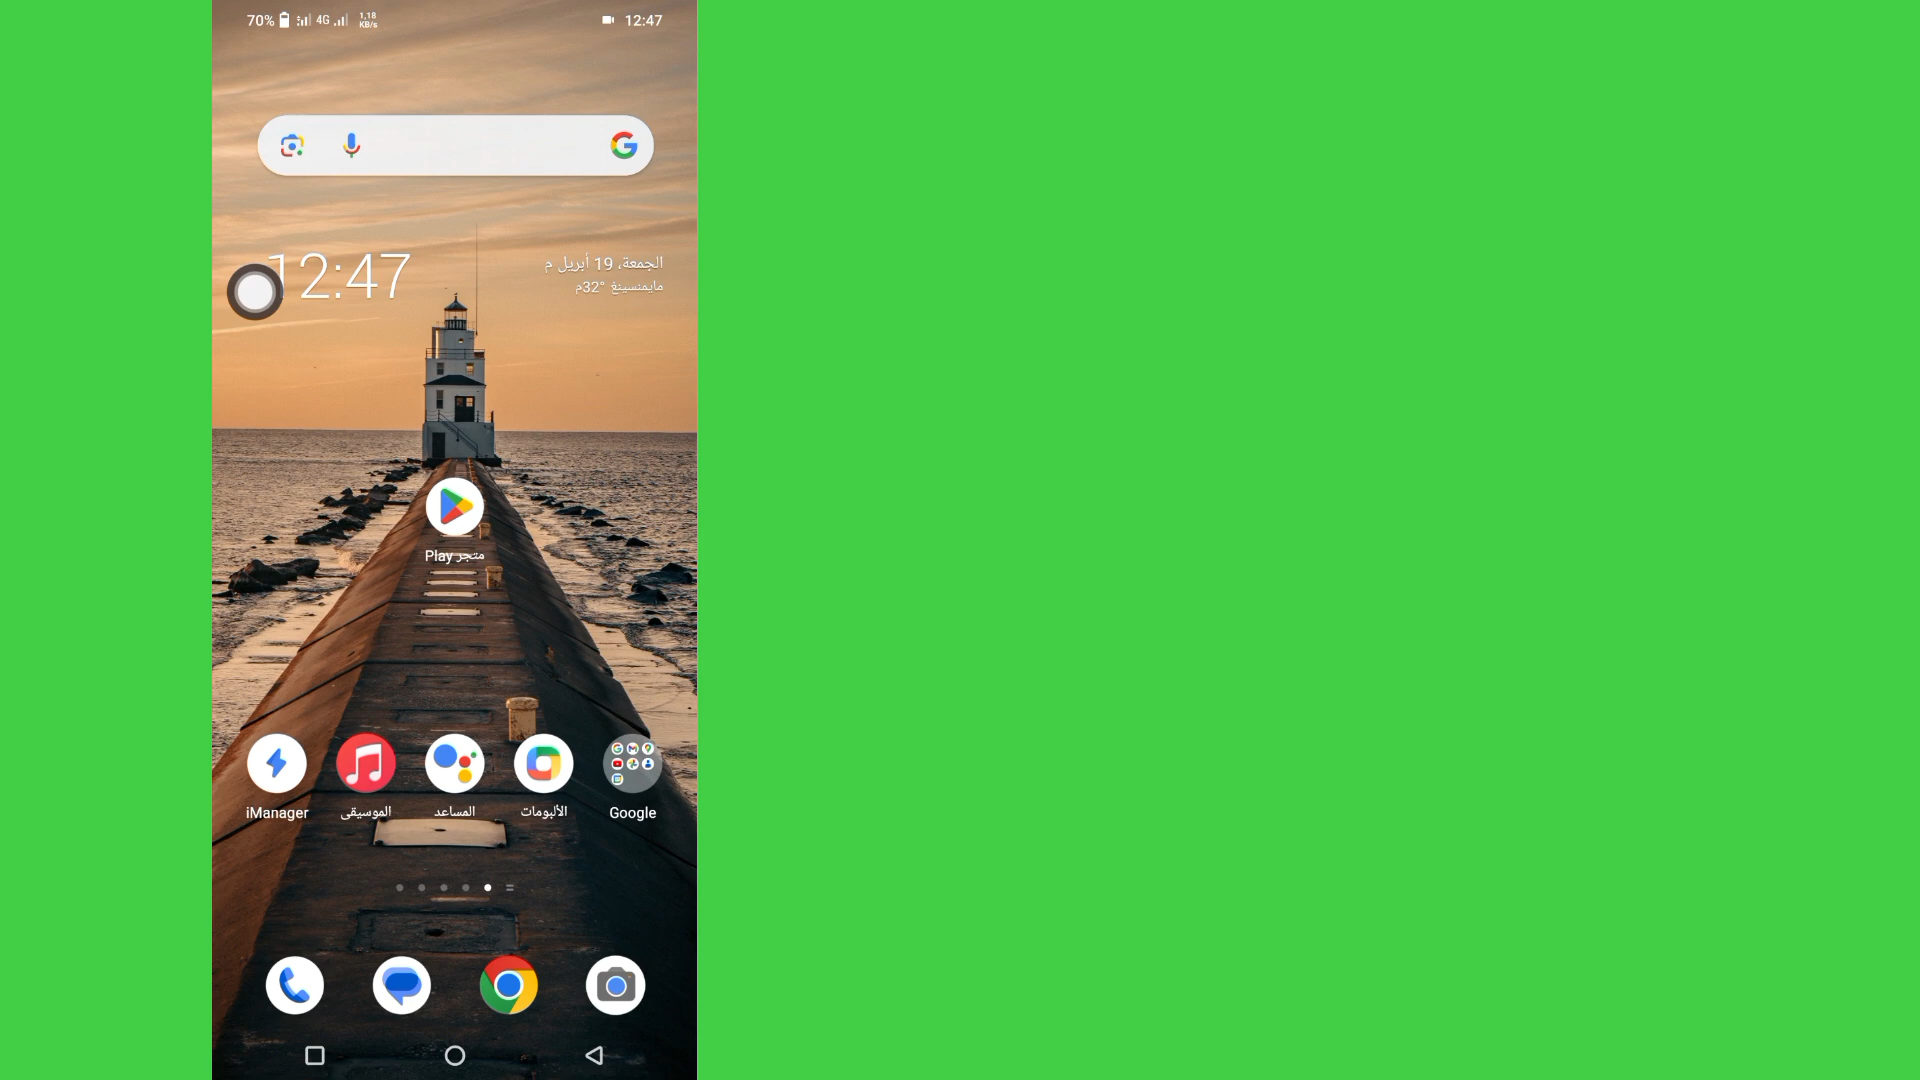 70% 4G 1,18 KB/s 12:47
12:47
الجمعة، 19 أبريل م
مايمنسينغ 32°م
متجر Play
iManager
الموسيقى
المساعد
الألبومات
Google